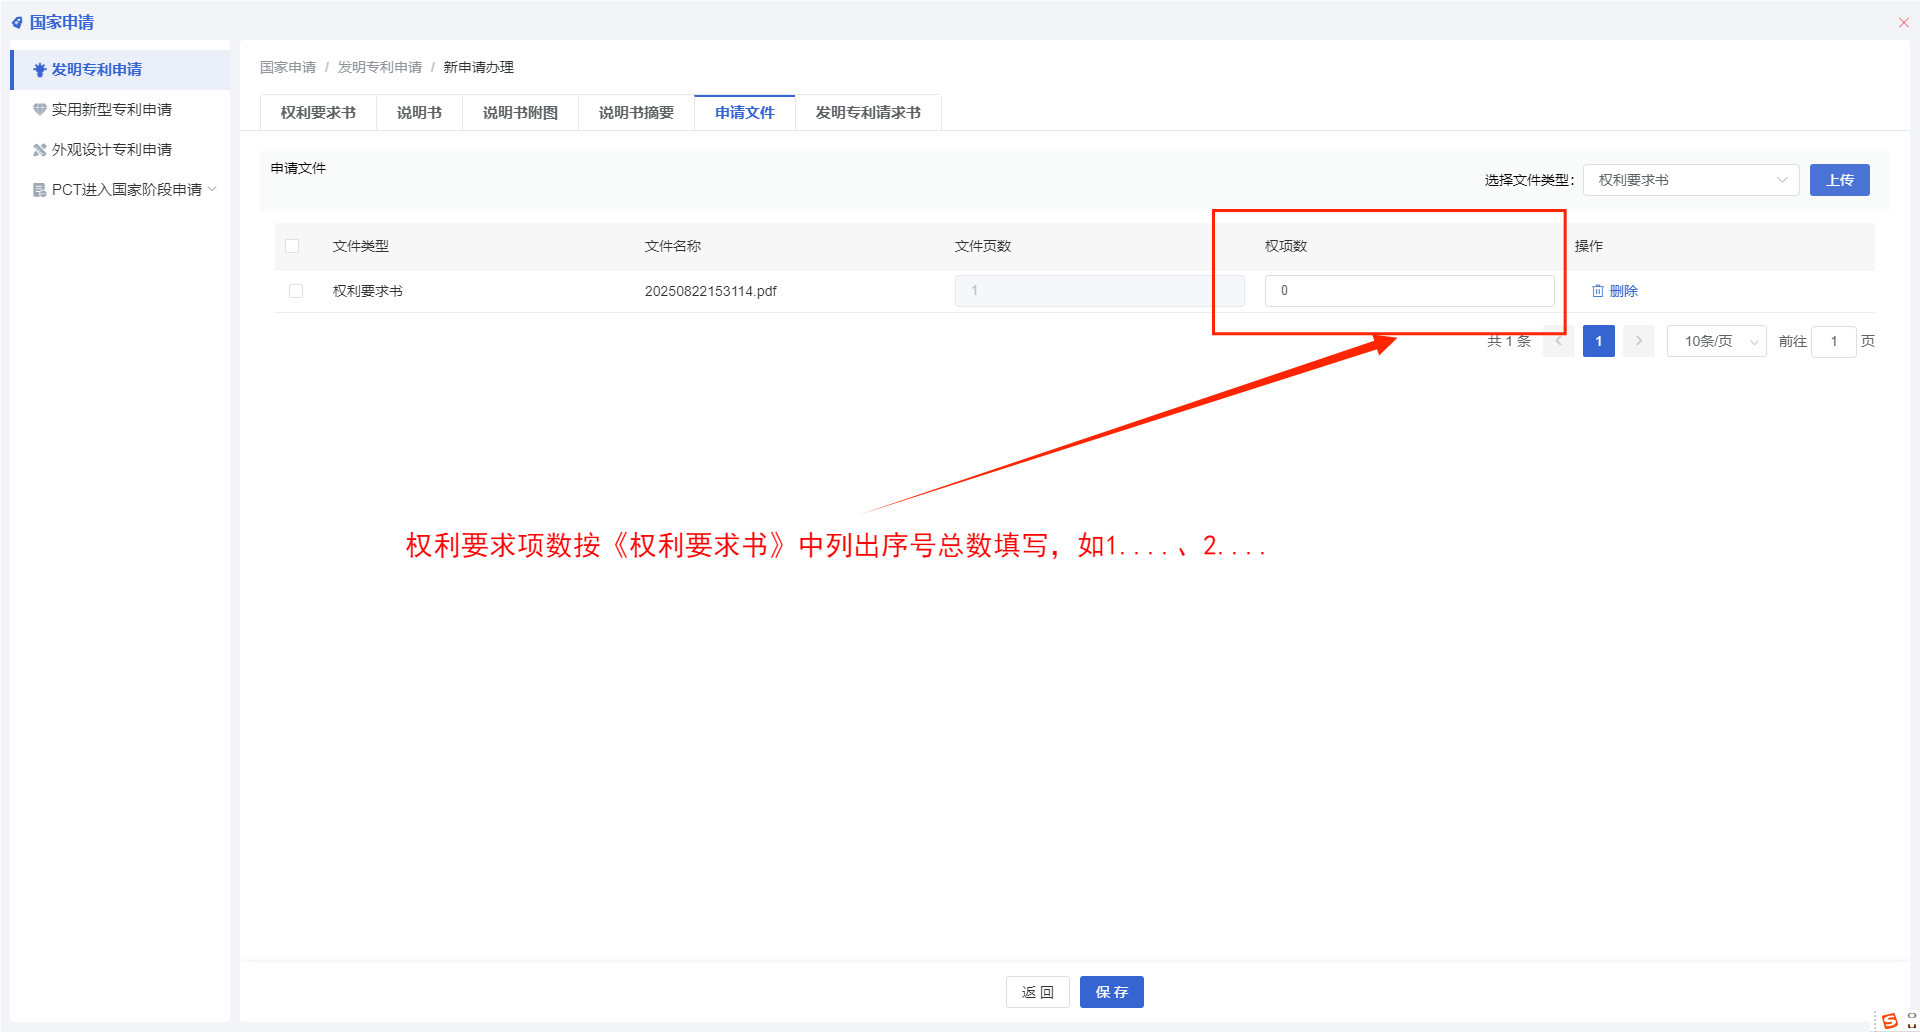 国家申请
发明专利申请
实用新型专利申请
外观设计专利申请
PCT进入国家阶段申请
国家申请 / 发明专利申请 / 新申请办理
权利要求书 说明书 说明书附图 说明书摘要 申请文件 发明专利请求书
申请文件
选择文件类型： 权利要求书 上传
文件类型 文件名称 文件页数 权项数 操作
权利要求书 20250822153114.pdf 1 0 删除
共 1 条 1 10条/页 前往 1 页
权利要求项数按《权利要求书》中列出序号总数填写，如1....、2....
返 回 保 存